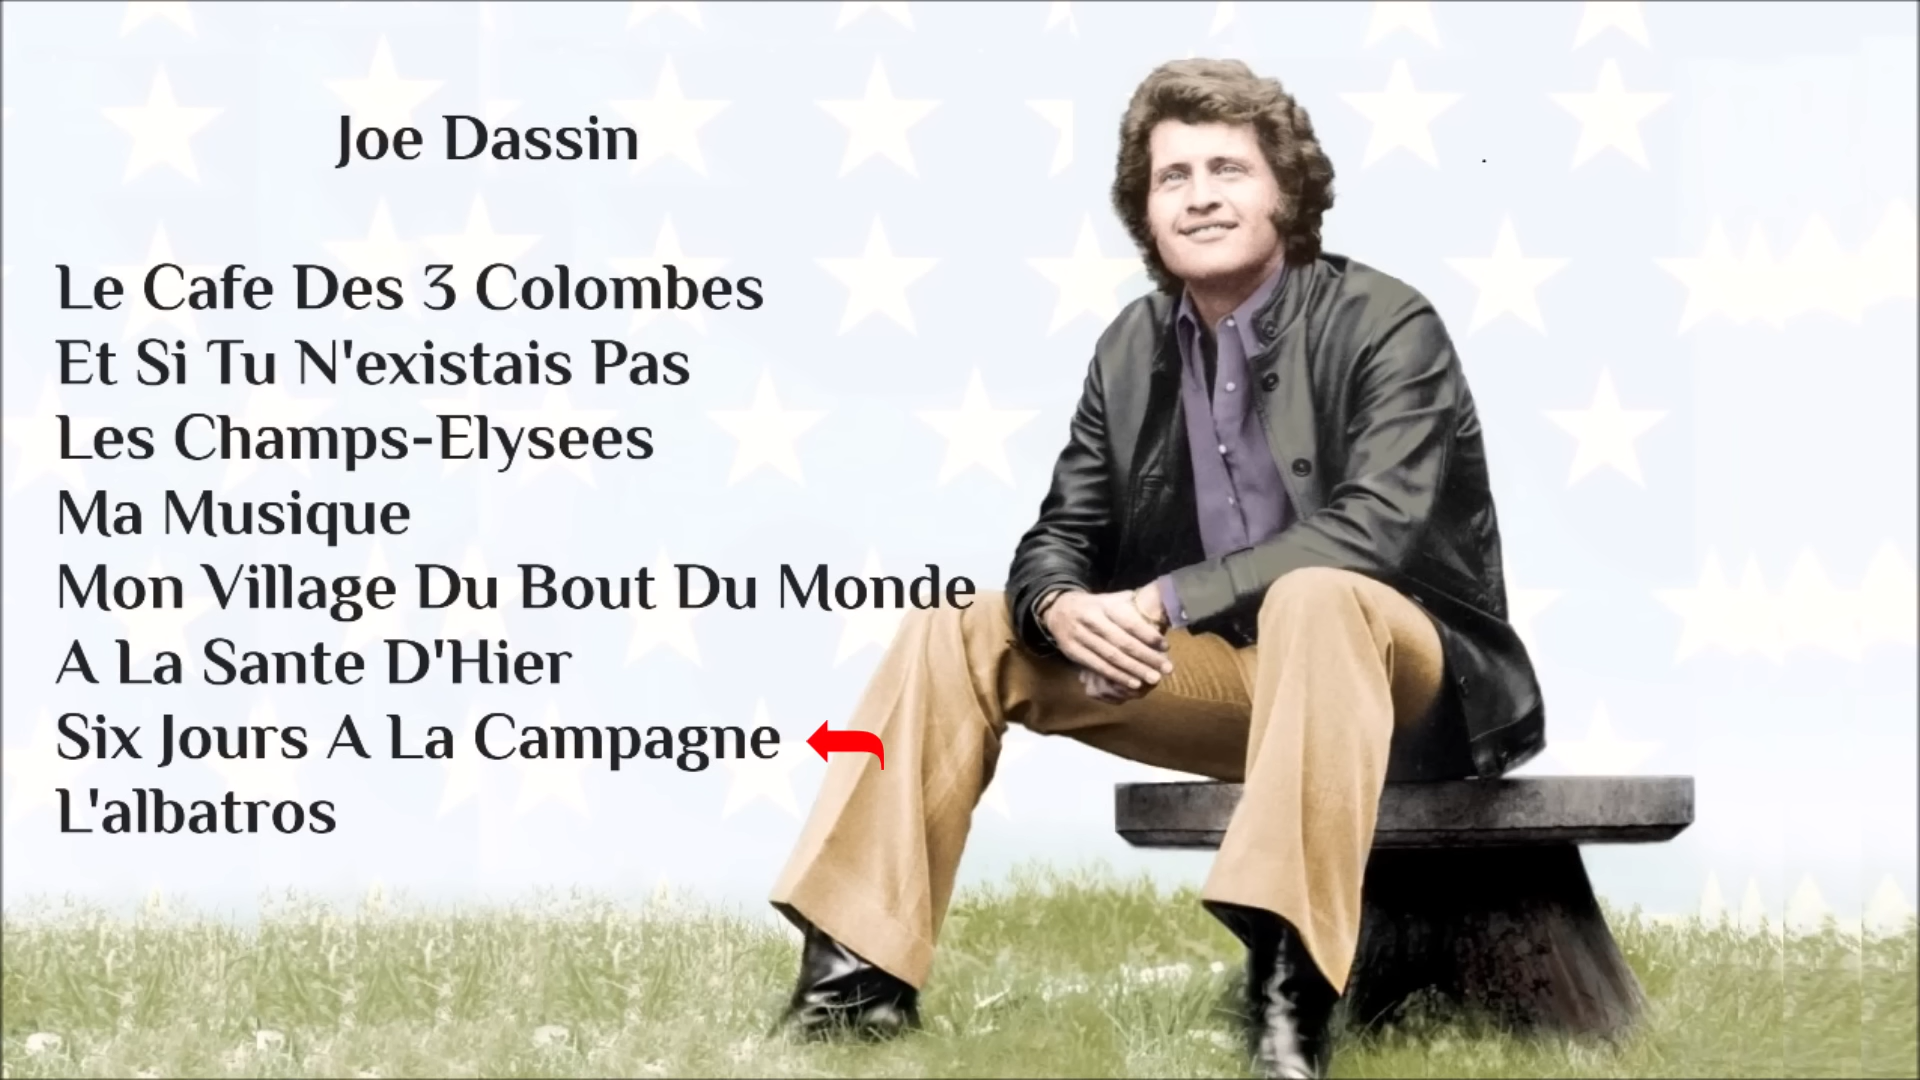 Joe Dassin
Le Cafe Des 3 Colombes
Et Si Tu N'existais Pas
Les Champs-Elysees
Ma Musique
Mon Village Du Bout Du Monde
A La Sante D'Hier
Six Jours A La Campagne
L'albatros